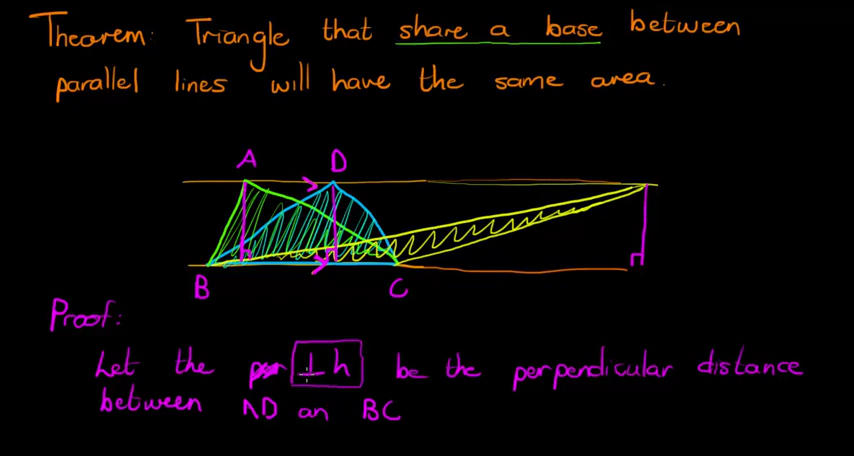 Theorem: Triangle that share a base between
parallel lines will have the same area.
A D
B C
Proof:
Let the ⊥ h be the perpendicular distance
between AD an BC